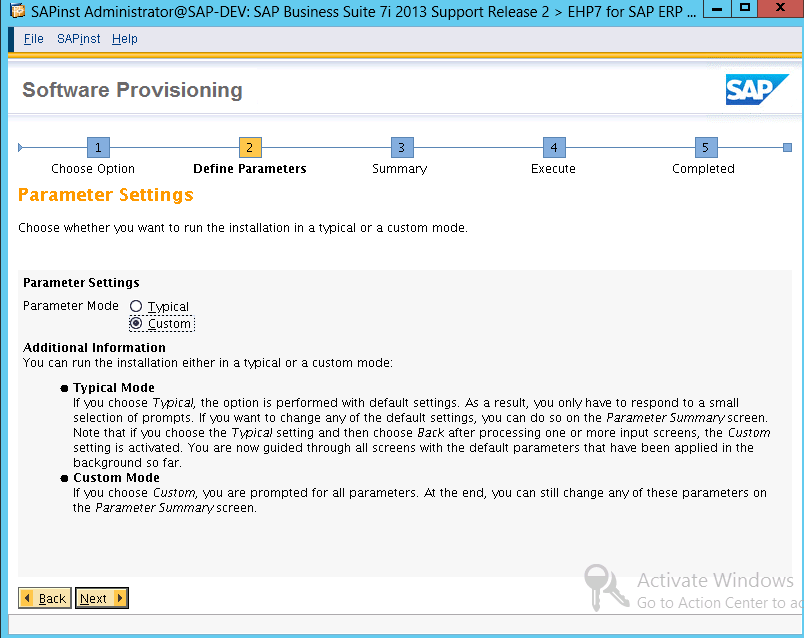 SAPinst Administrator@SAP-DEV: SAP Business Suite 7i 2013 Support Release 2 > EHP7 for SAP ERP ...
File SAPinst Help
Software Provisioning
SAP
1 2 3 4 5
Choose Option Define Parameters Summary Execute Completed
Parameter Settings
Choose whether you want to run the installation in a typical or a custom mode.
Parameter Settings
Parameter Mode Typical
Custom
Additional Information
You can run the installation either in a typical or a custom mode:
● Typical Mode
If you choose Typical, the option is performed with default settings. As a result, you only have to respond to a small
selection of prompts. If you want to change any of the default settings, you can do so on the Parameter Summary screen.
Note that if you choose the Typical setting and then choose Back after processing one or more input screens, the Custom
setting is activated. You are now guided through all screens with the default parameters that have been applied in the
background so far.
● Custom Mode
If you choose Custom, you are prompted for all parameters. At the end, you can still change any of these parameters on
the Parameter Summary screen.
Back Next
Activate Windows
Go to Action Center to ac